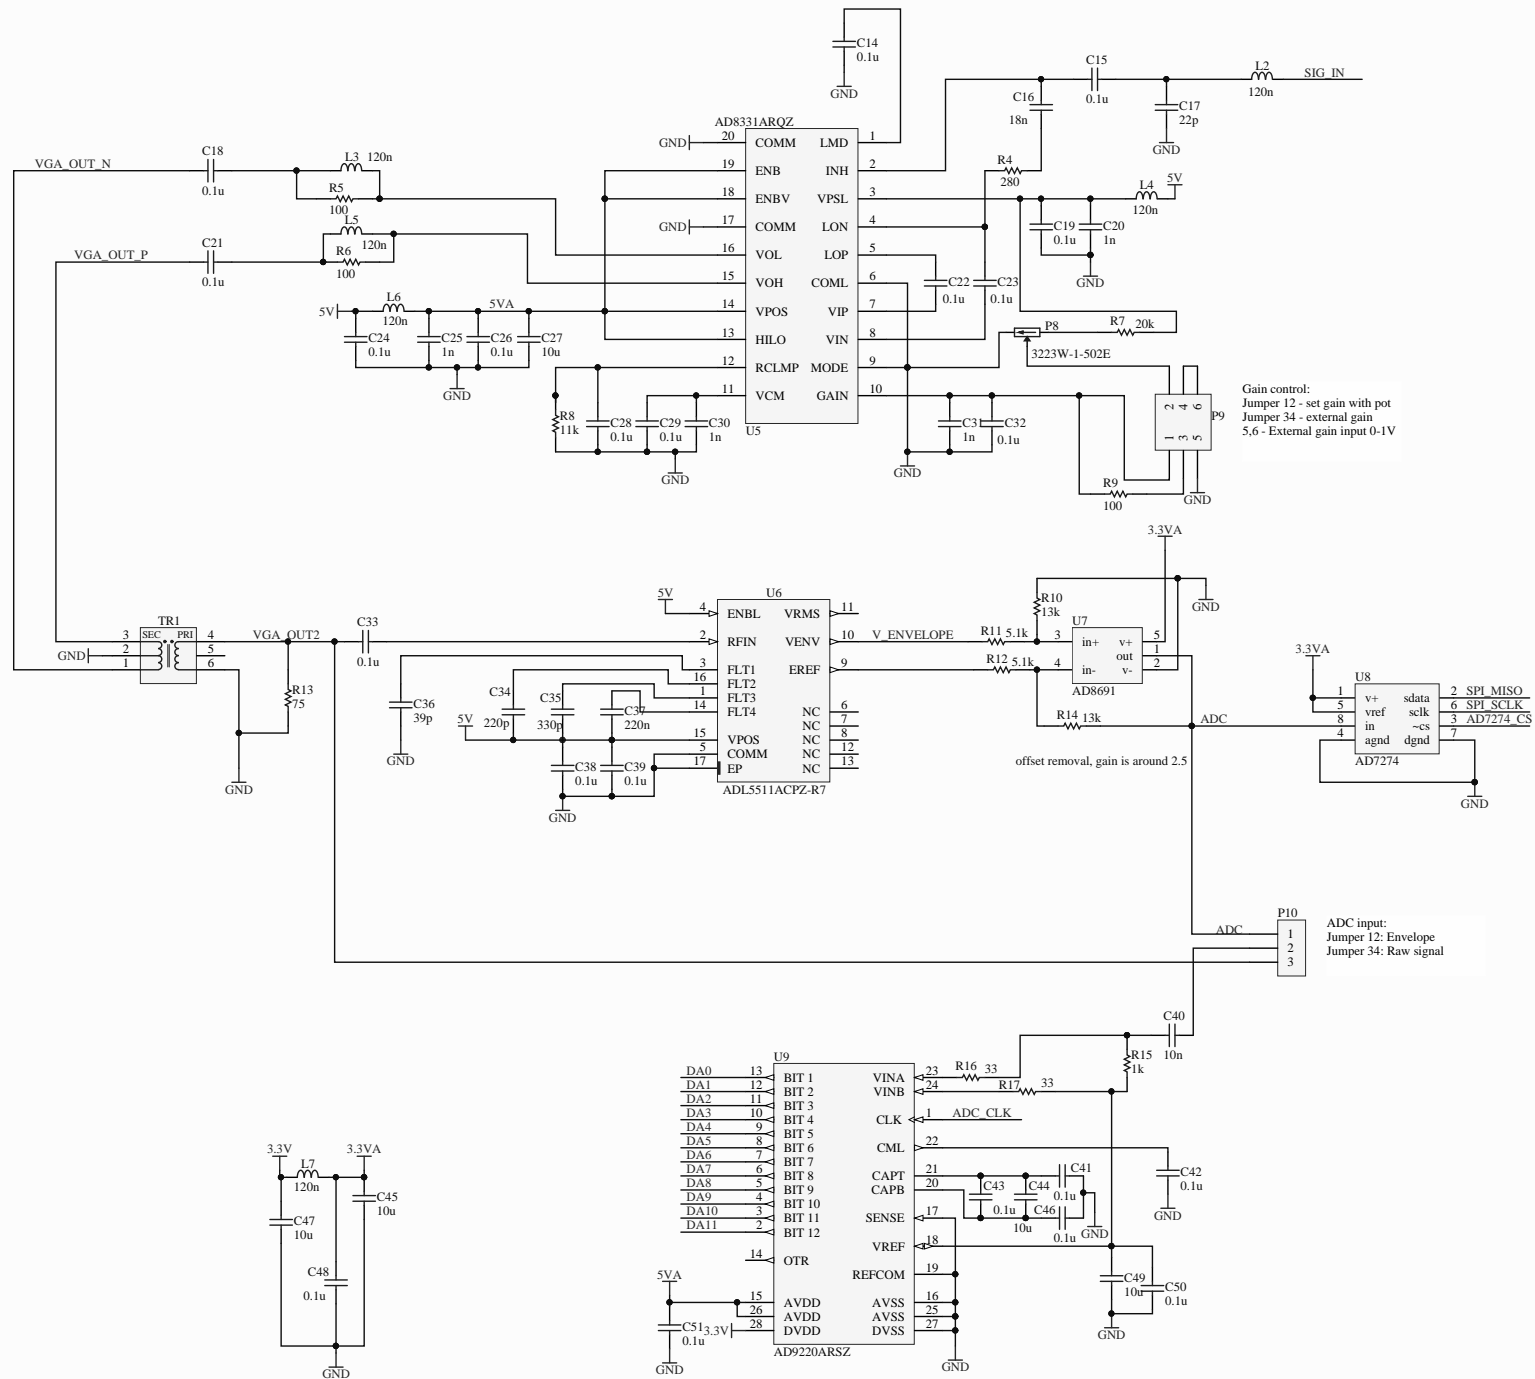 C14
0.1u
GND
C15
0.1u
L2
120n
SIG_IN
C16
18n
C17
22p
GND
R4
280
L4
120n
5V
C19
0.1u
C20
1n
GND
AD8331ARQZ
GND
20 COMM LMD 1
19 ENB INH 2
18 ENBV VPSL 3
GND
17 COMM LON 4
16 VOL LOP 5
15 VOH COML 6
14 VPOS VIP 7
13 HILO VIN 8
12 RCLMP MODE 9
11 VCM GAIN 10
U5
VGA_OUT_N
C18
0.1u
L3 120n
R5
100
VGA_OUT_P
C21
0.1u
L5
120n
R6
100
5V
L6
120n
5VA
C24
0.1u
C25
1n
C26
0.1u
C27
10u
GND
R8
11k
C28
0.1u
C29
0.1u
C30
1n
GND
C22
0.1u
C23
0.1u
P8
3223W-1-502E
R7 20k
C31
1n
C32
0.1u
GND
2 4 6
1 3 5
P9
R9
100
GND
Gain control:
Jumper 12 - set gain with pot
Jumper 34 - external gain
5,6 - External gain input 0-1V
TR1
3 SEC PRI 4
GND 2 5
1 6
VGA_OUT2
C33
0.1u
R13
75
GND
C36
39p
GND
C34
220p
C35
330p
C37
220n
5V
C38
0.1u
C39
0.1u
GND
U6
5V
4 ENBL VRMS 11
2 RFIN VENV 10
3 FLT1 EREF 9
16 FLT2
1 FLT3
14 FLT4 NC 6
NC 7
15 VPOS NC 8
5 COMM NC 12
17 EP NC 13
ADL5511ACPZ-R7
V_ENVELOPE
R11 5.1k
R12 5.1k
R10
13k
R14 13k
3.3VA
GND
U7
3 in+ v+ 5
out 1
4 in- v- 2
AD8691
ADC
offset removal, gain is around 2.5
3.3VA
U8
1 v+ sdata 2 SPI_MISO
5 vref sclk 6 SPI_SCLK
8 in ~cs 3 AD7274_CS
4 agnd dgnd 7
AD7274
GND
P10
ADC
1
2
3
ADC input:
Jumper 12: Envelope
Jumper 34: Raw signal
C40
10n
R15
1k
R16 33
R17 33
ADC_CLK
U9
DA0 13 BIT 1 VINA 23
DA1 12 BIT 2 VINB 24
DA2 11 BIT 3
DA3 10 BIT 4 CLK 1
DA4 9 BIT 5
DA5 8 BIT 6 CML 22
DA6 7 BIT 7
DA7 6 BIT 8 CAPT 21
DA8 5 BIT 9 CAPB 20
DA9 4 BIT 10
DA10 3 BIT 11 SENSE 17
DA11 2 BIT 12
VREF 18
14 OTR
REFCOM 19
15 AVDD AVSS 16
26 AVDD AVSS 25
28 DVDD DVSS 27
AD9220ARSZ
C43
0.1u
C44
10u
C41
0.1u
C46
0.1u
GND
C42
0.1u
GND
C49
10u
C50
0.1u
GND
GND
5VA
C51
0.1u
3.3V
GND
3.3V
L7
120n
3.3VA
C45
10u
C47
10u
C48
0.1u
GND